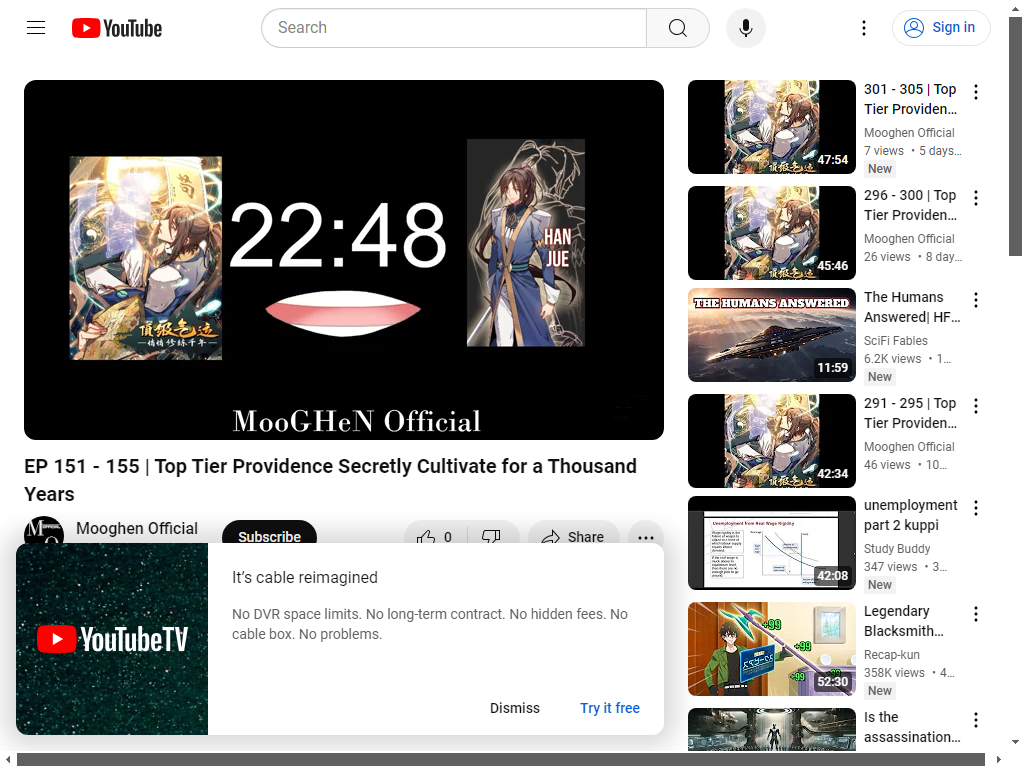 YouTube
Search
Sign in
22:48
HAN
JUE
MooGHeN Official
EP 151 - 155 | Top Tier Providence Secretly Cultivate for a Thousand
Years
Mooghen Official
Subscribe
0
Share
YouTubeTV
It's cable reimagined
No DVR space limits. No long-term contract. No hidden fees. No
cable box. No problems.
Dismiss
Try it free
47:54
301 - 305 | Top
Tier Providen…
Mooghen Official
7 views • 5 days…
New
45:46
296 - 300 | Top
Tier Providen…
Mooghen Official
26 views • 8 day…
THE HUMANS ANSWERED
11:59
The Humans
Answered| HF…
SciFi Fables
6.2K views • 1…
New
42:34
291 - 295 | Top
Tier Providen…
Mooghen Official
46 views • 10…
Unemployment from Real Wage Rigidity
42:08
unemployment
part 2 kuppi
Study Buddy
347 views • 3…
New
+99
+99
+99
52:30
Legendary
Blacksmith…
Recap-kun
358K views • 4…
New
Is the
assassination…